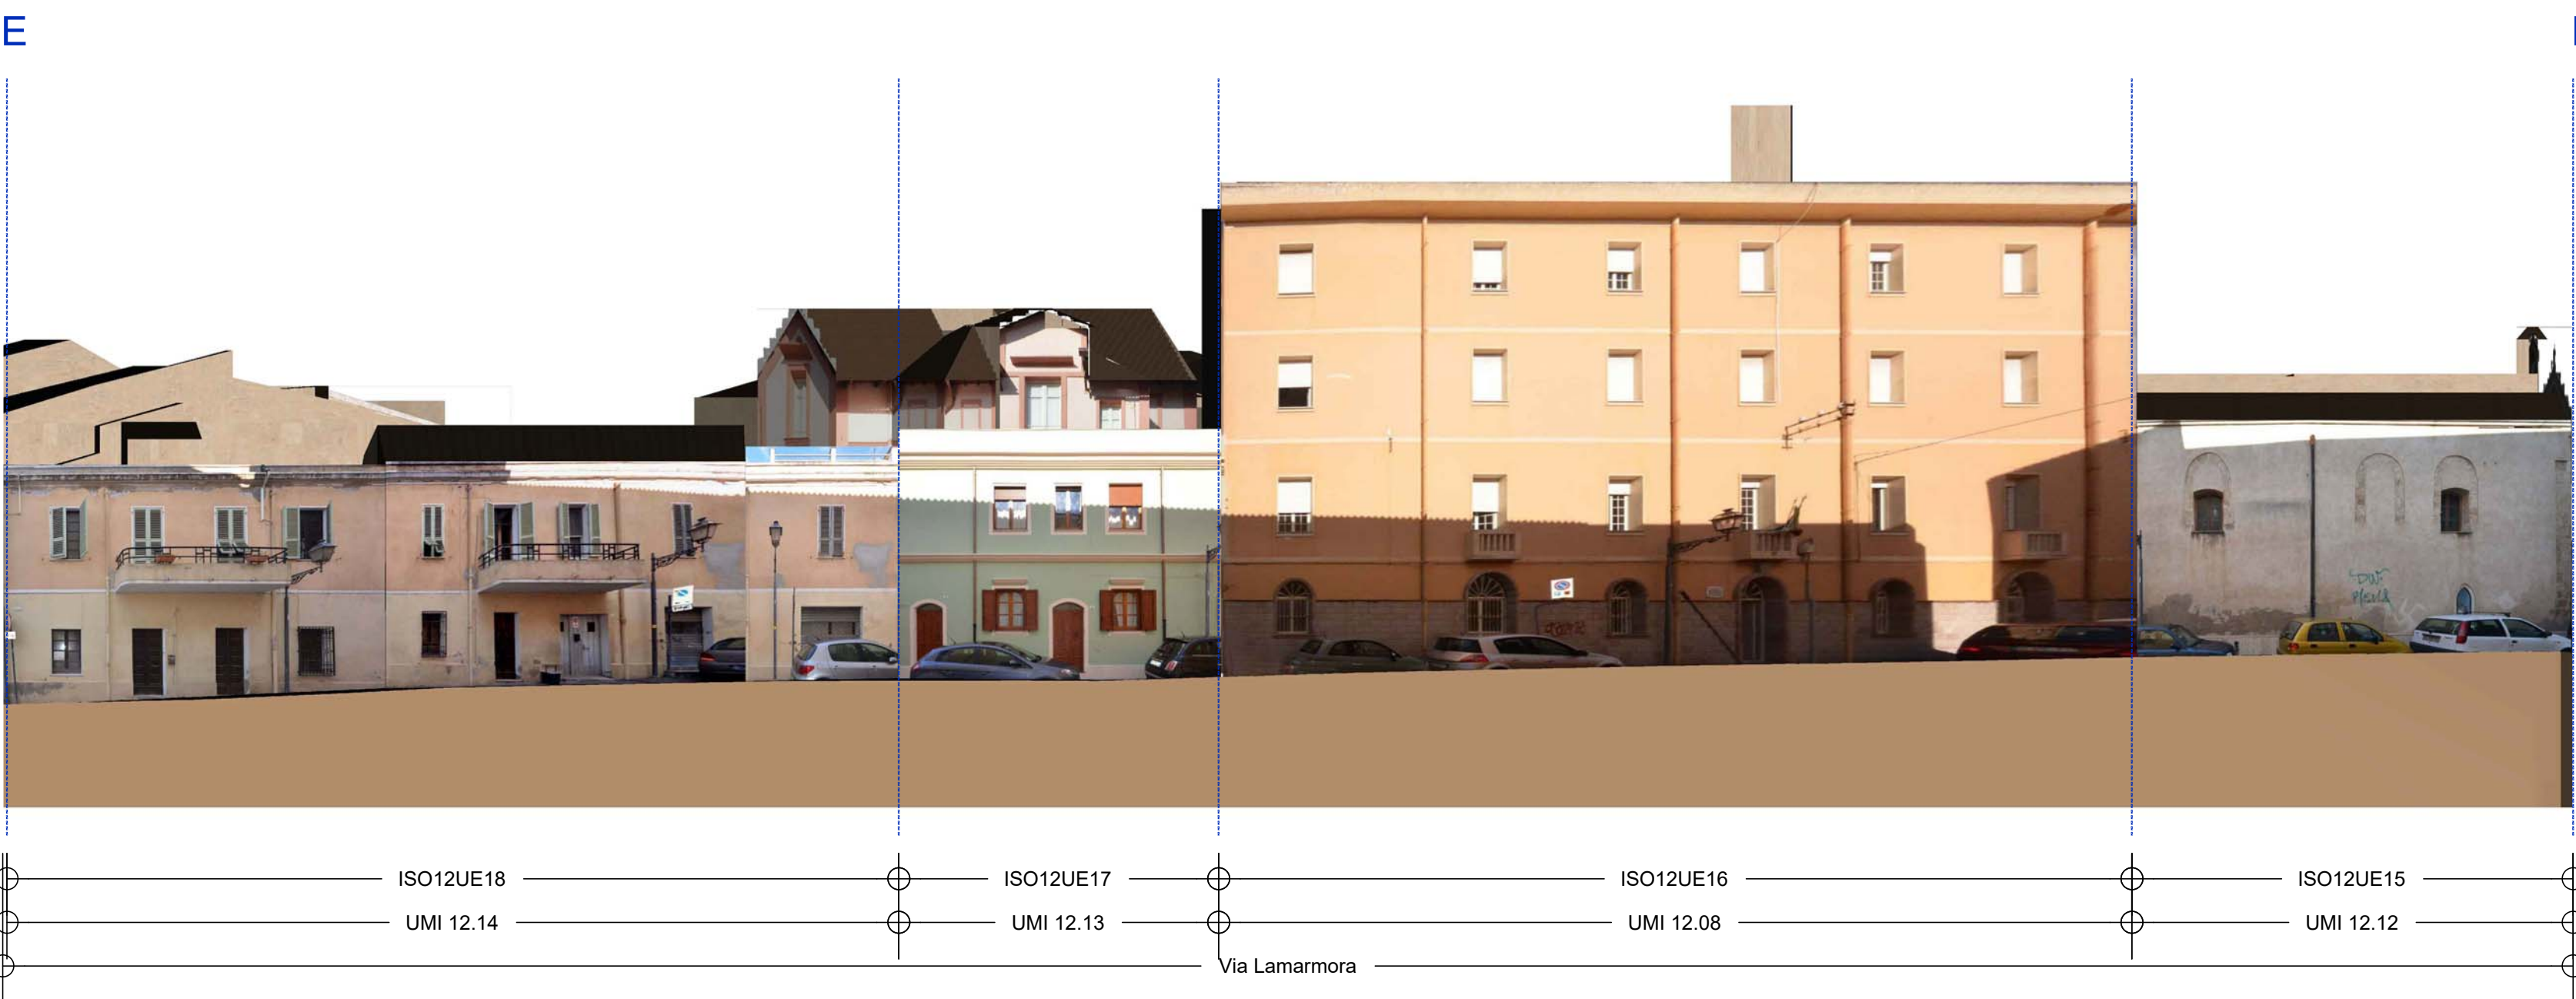 E
ISO12UE18 ISO12UE17 ISO12UE16 ISO12UE15
UMI 12.14 UMI 12.13 UMI 12.08 UMI 12.12
Via Lamarmora